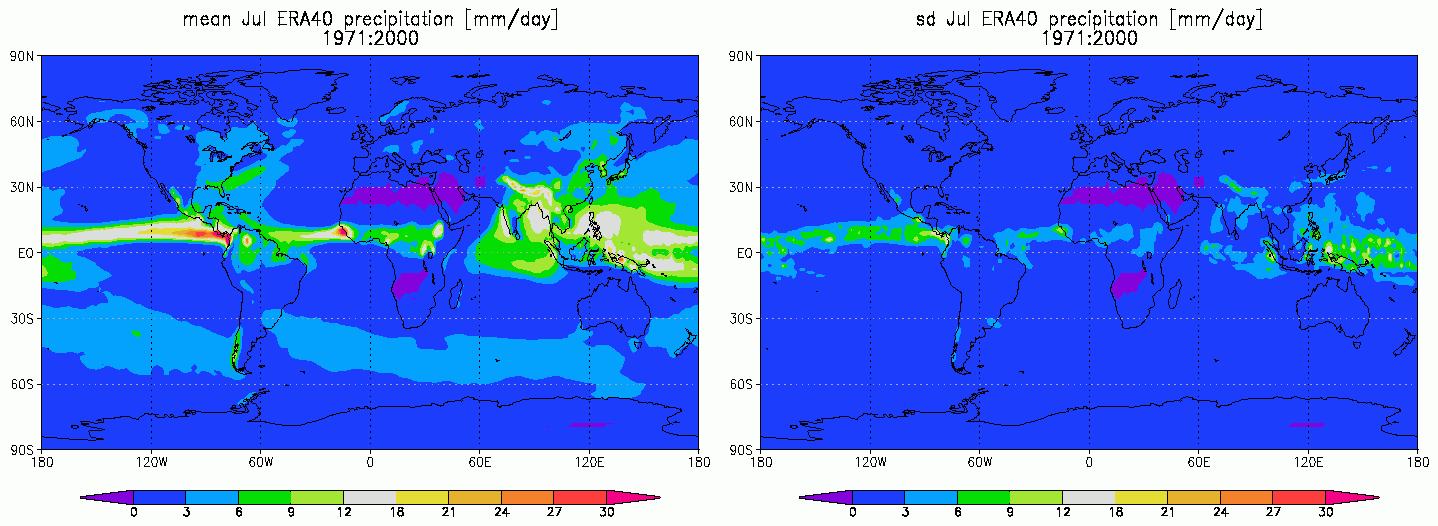 mean Jul ERA40 precipitation [mm/day]
1971:2000
90N
60N
30N
EQ
30S
60S
90S
180 120W 60W 0 60E 120E 180
0 3 6 9 12 18 21 24 27 30
sd Jul ERA40 precipitation [mm/day]
1971:2000
90N
60N
30N
EQ
30S
60S
90S
180 120W 60W 0 60E 120E 180
0 3 6 9 12 18 21 24 27 30